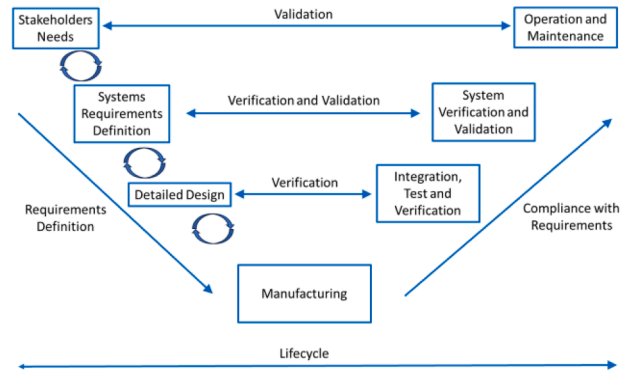 Stakeholders
Needs
Validation
Operation and
Maintenance
Systems
Requirements
Definition
Verification and Validation
System
Verification and
Validation
Detailed Design
Verification
Integration,
Test and
Verification
Requirements
Definition
Compliance with
Requirements
Manufacturing
Lifecycle